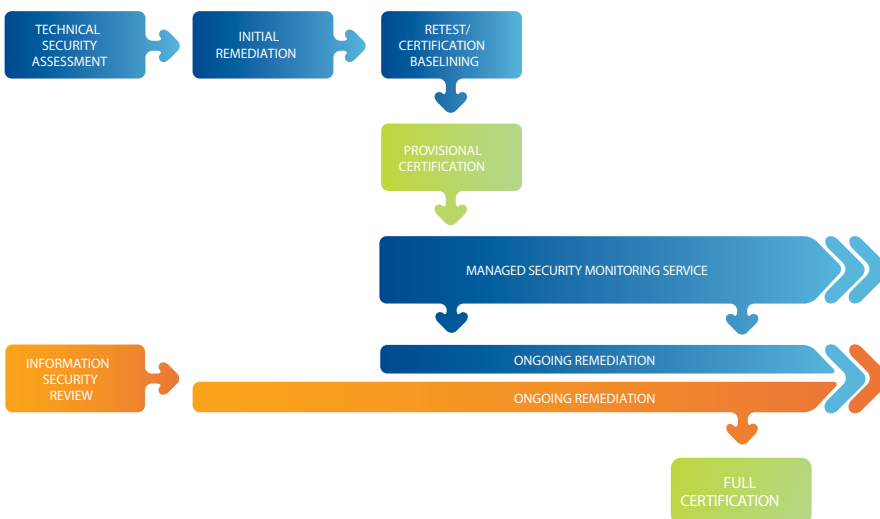 TECHNICAL
SECURITY
ASSESSMENT
INITIAL
REMEDIATION
RETEST/
CERTIFICATION
BASELINING
PROVISIONAL
CERTIFICATION
MANAGED SECURITY MONITORING SERVICE
INFORMATION
SECURITY
REVIEW
ONGOING REMEDIATION
ONGOING REMEDIATION
FULL
CERTIFICATION